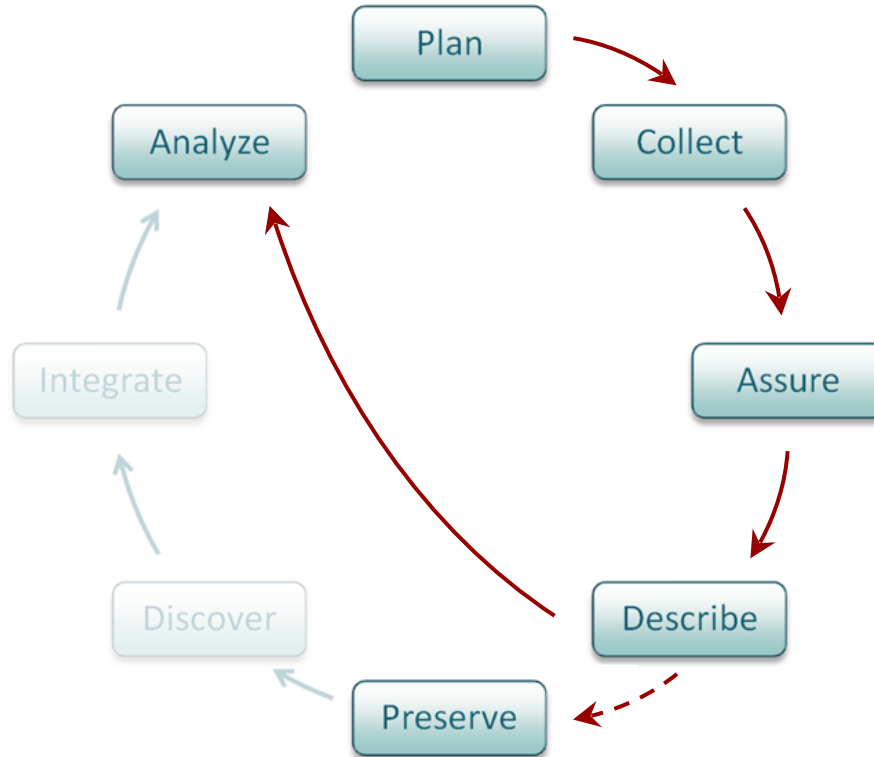 Plan
Collect
Assure
Describe
Preserve
Discover
Integrate
Analyze